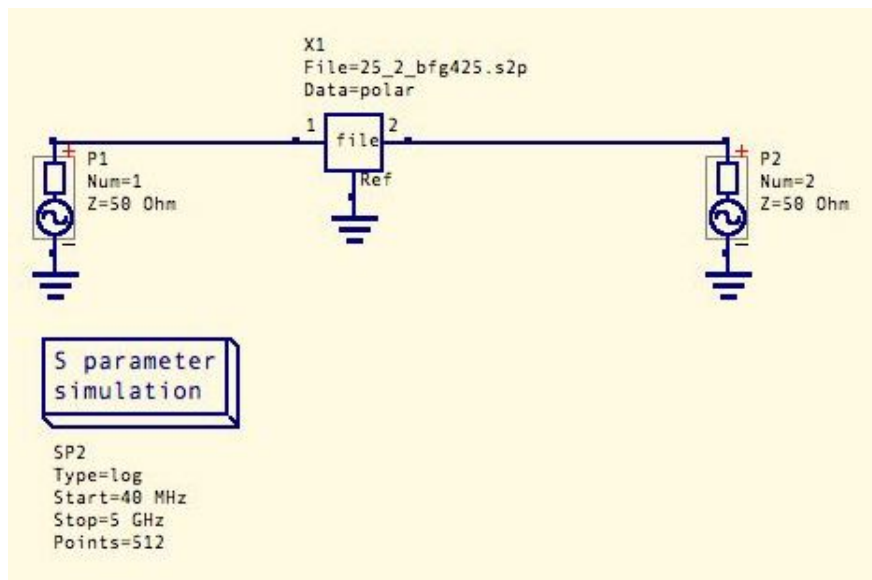 X1
File=25_2_bfg425.s2p
Data=polar
1 file 2
Ref
+ P1
Num=1
Z=50 Ohm
–
+ P2
Num=2
Z=50 Ohm
–
S parameter
simulation
SP2
Type=log
Start=40 MHz
Stop=5 GHz
Points=512